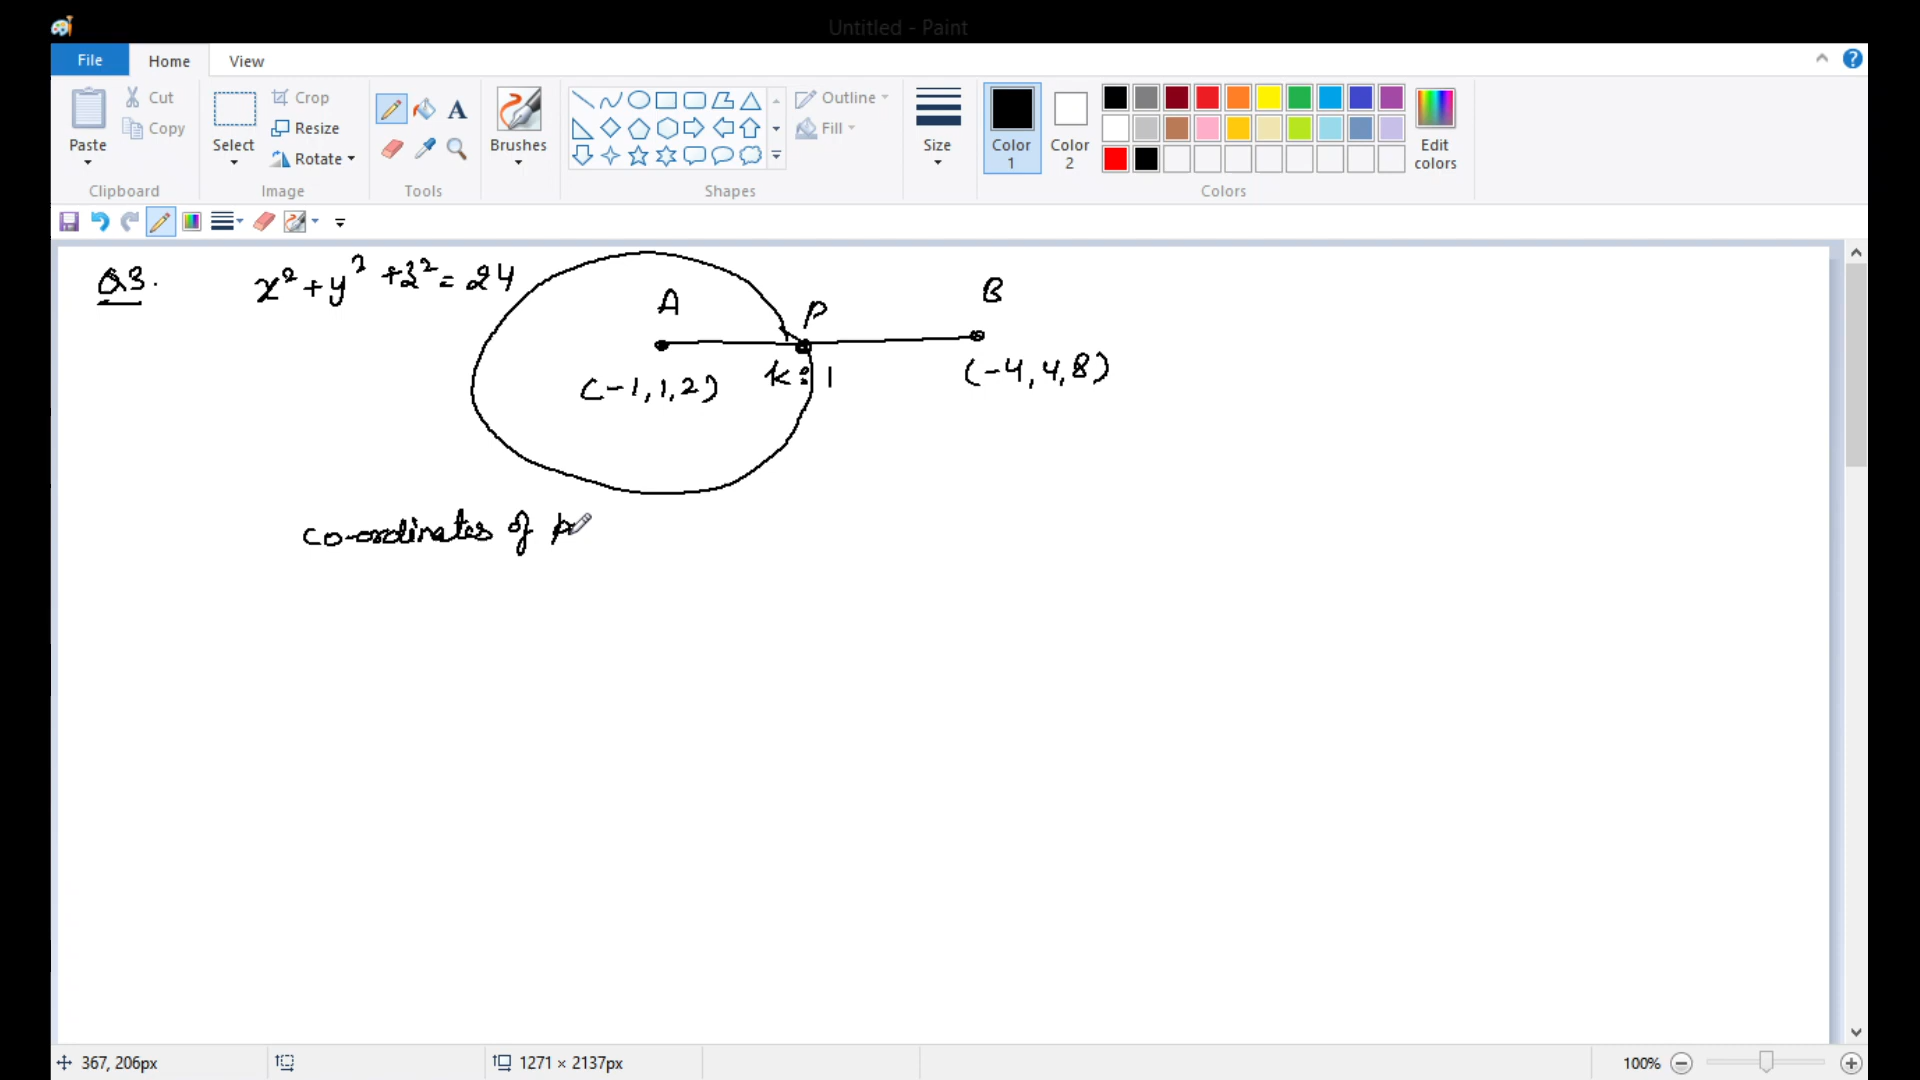 Untitled - Paint
File Home View
Cut
Copy
Paste
Clipboard
Select
Crop
Resize
Rotate
Image
A
Tools
Brushes
Outline
Fill
Shapes
Size
Color 1
Color 2
Edit colors
Colors
Q3. x² + y² + z² = 24
A P B
(-1, 1, 2) k : 1 (-4, 4, 8)
co-ordinates of p
367, 206px 1271 × 2137px 100%